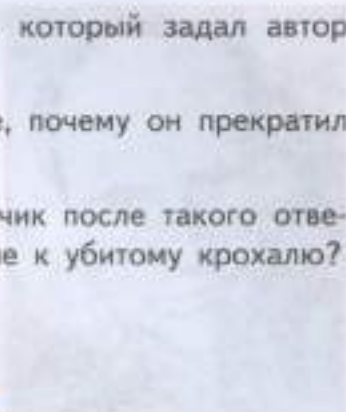 который задал автор
, почему он прекратил
чик после такого отве-
е к убитому крохалю?